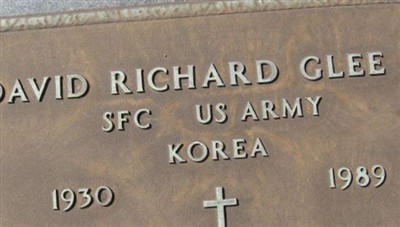 DAVID RICHARD GLEE
SFC US ARMY
KOREA
1930 1989